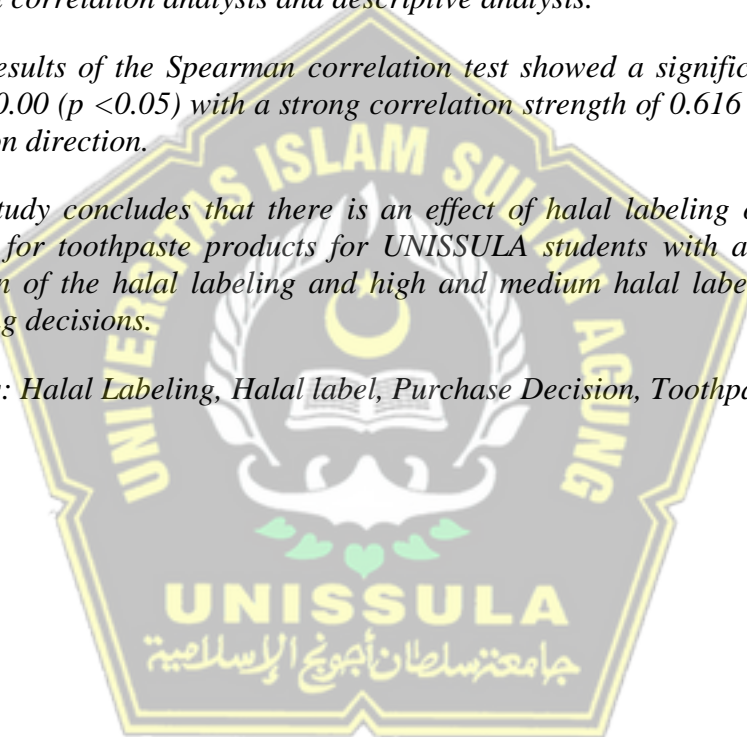 correlation analysis and descriptive analysis.
esults of the Spearman correlation test showed a signific
0.00 (p <0.05) with a strong correlation strength of 0.616
on direction.
tudy concludes that there is an effect of halal labeling
for toothpaste products for UNISSULA students with a
n of the halal labeling and high and medium halal labe
g decisions.
: Halal Labeling, Halal label, Purchase Decision, Toothpa
UNIVERSITAS ISLAM SULTAN AGUNG
UNISSULA
جامعة سلطان أجونج الإسلامية